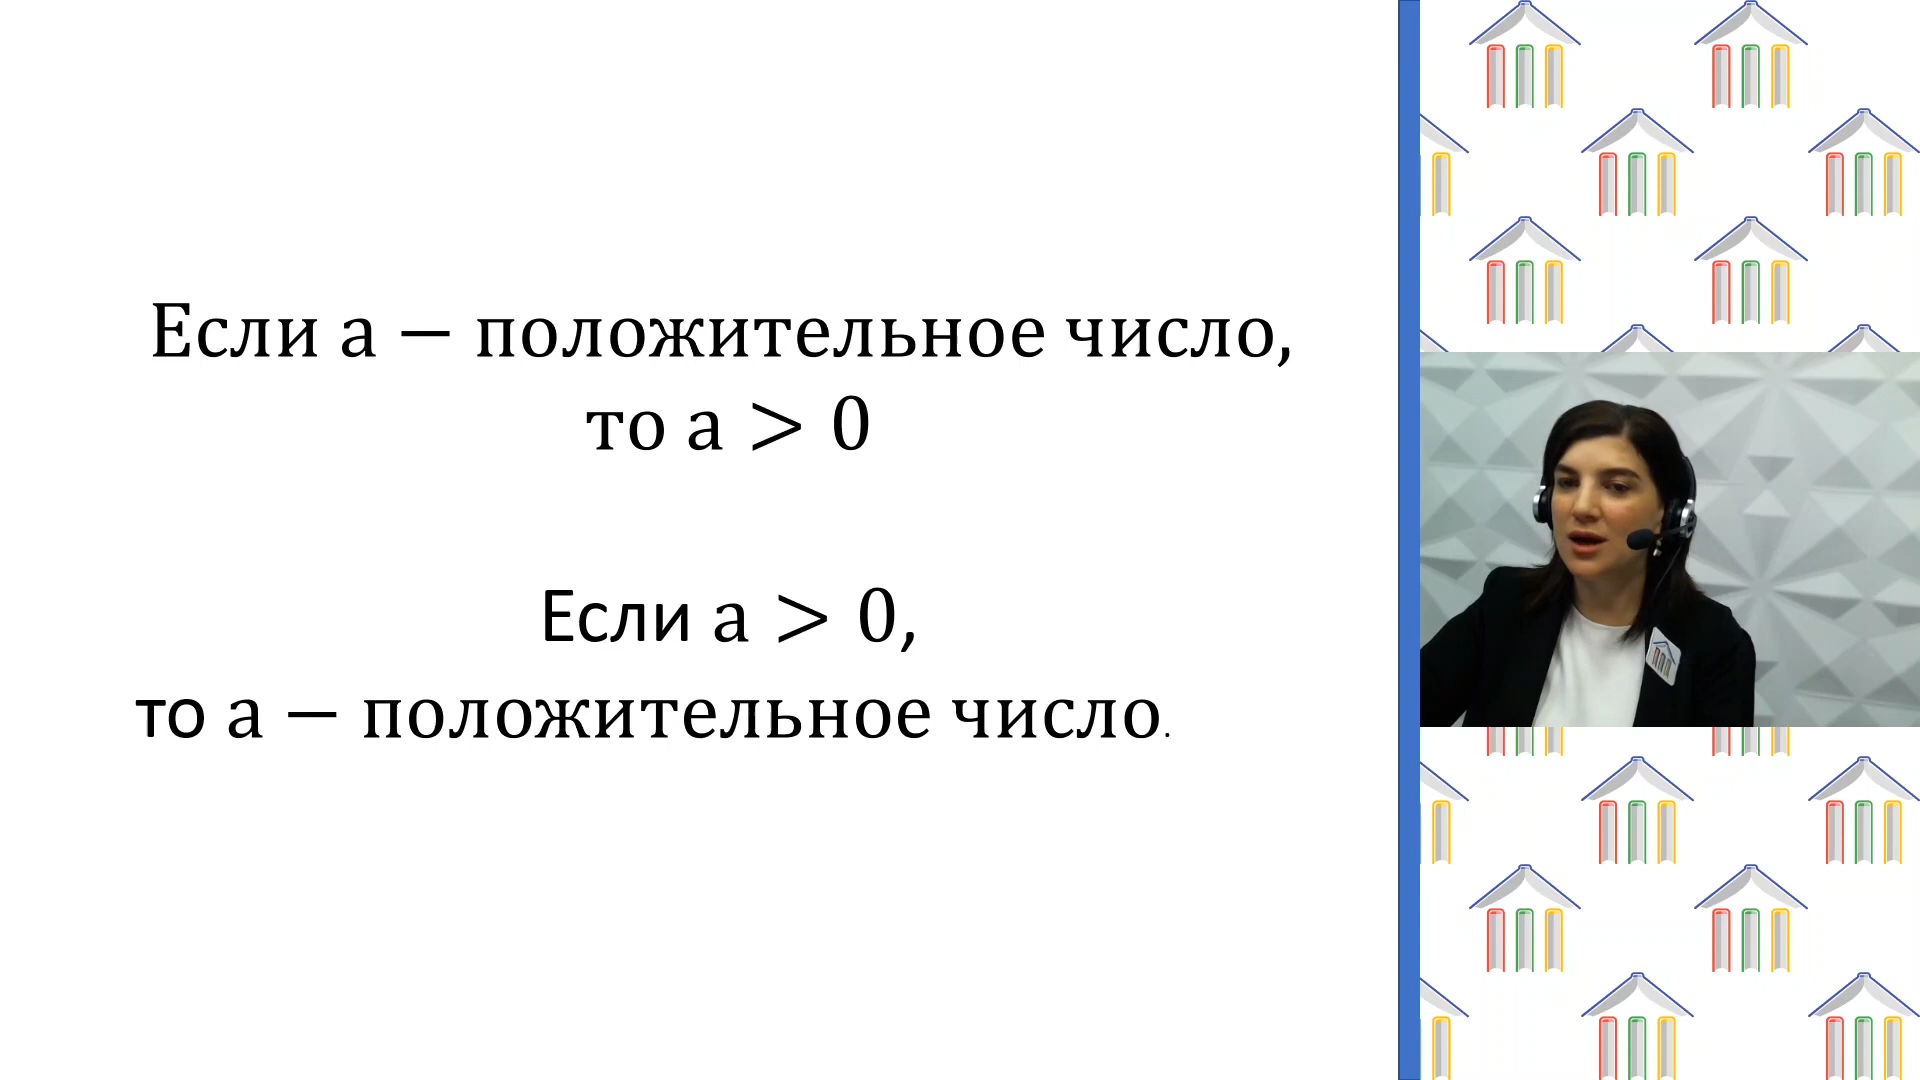 Если а − положительное число,
то а > 0
Если а > 0,
то а − положительное число.